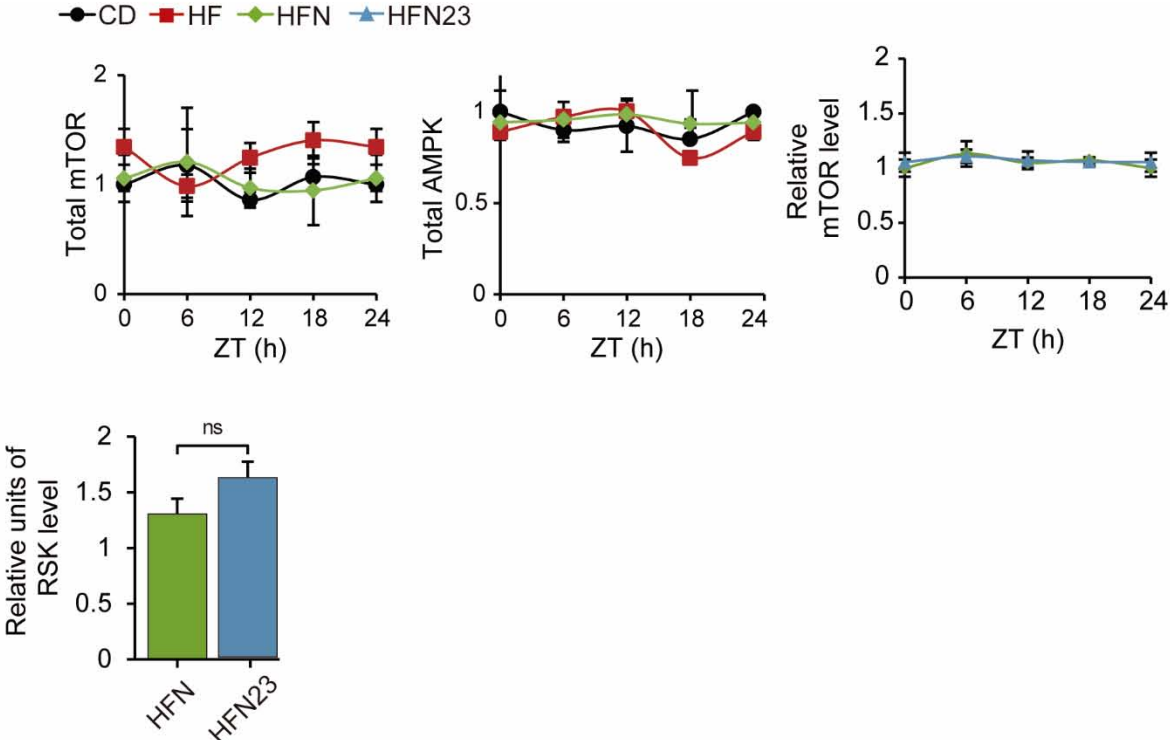 CD HF HFN HFN23
Total mTOR
2
1
0
0 6 12 18 24
ZT (h)
Total AMPK
1
0.5
0
0 6 12 18 24
ZT (h)
Relative
mTOR level
2
1.5
1
0.5
0
0 6 12 18 24
ZT (h)
Relative units of
RSK level
2
1.5
1
0.5
0
ns
HFN
HFN23